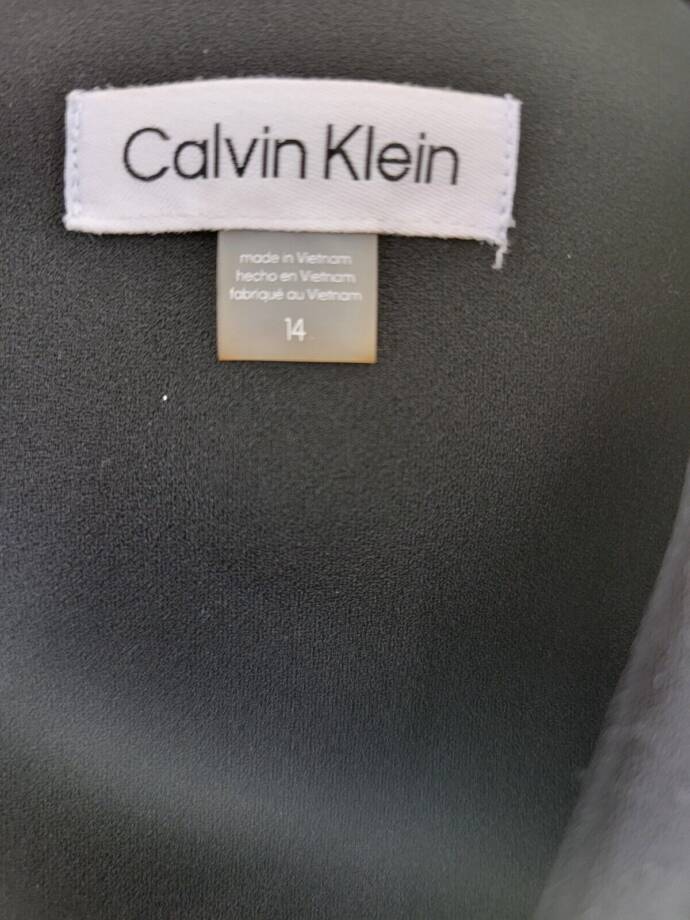 Calvin Klein
made in Vietnam
hecho en Vietnam
fabriqué au Vietnam
14